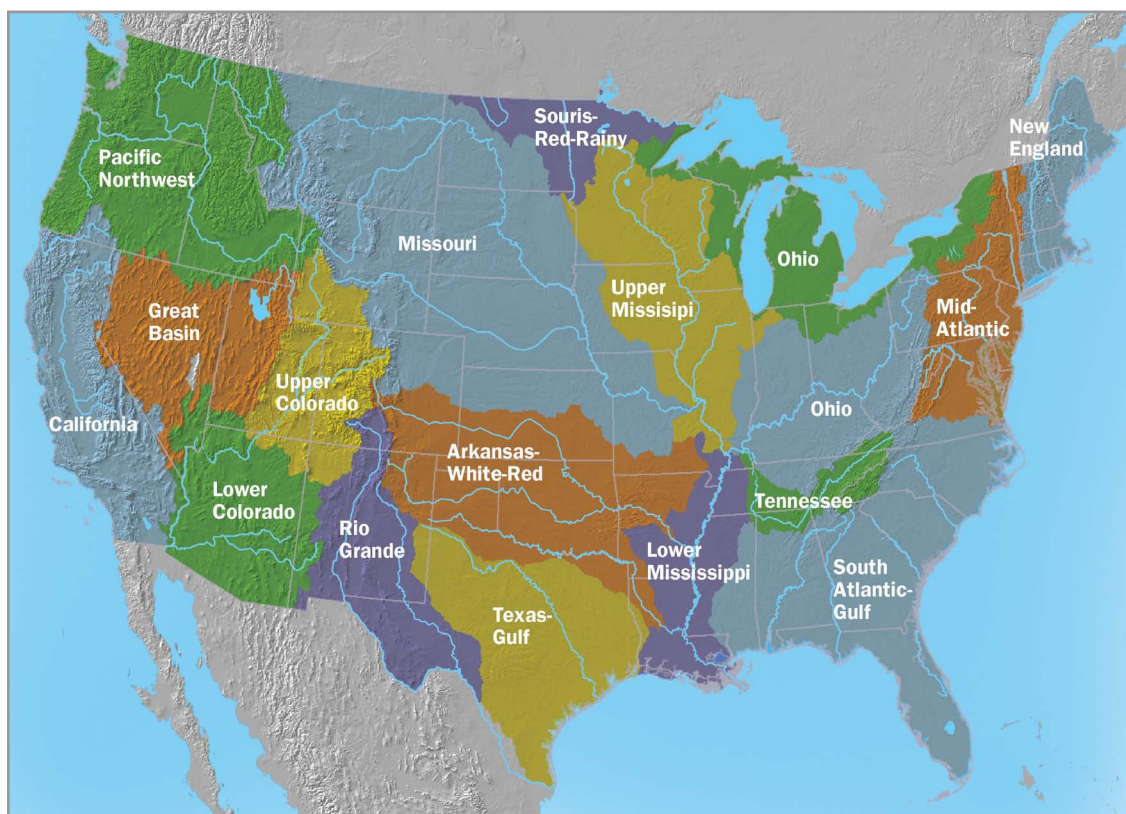 Souris-
Red-Rainy
New
England
Pacific
Northwest
Missouri
Ohio
Upper
Missisipi
Great
Basin
Mid-
Atlantic
Upper
Colorado
California
Ohio
Arkansas-
White-Red
Lower
Colorado
Tennessee
Rio
Grande
Lower
Mississippi
South
Atlantic-
Gulf
Texas-
Gulf